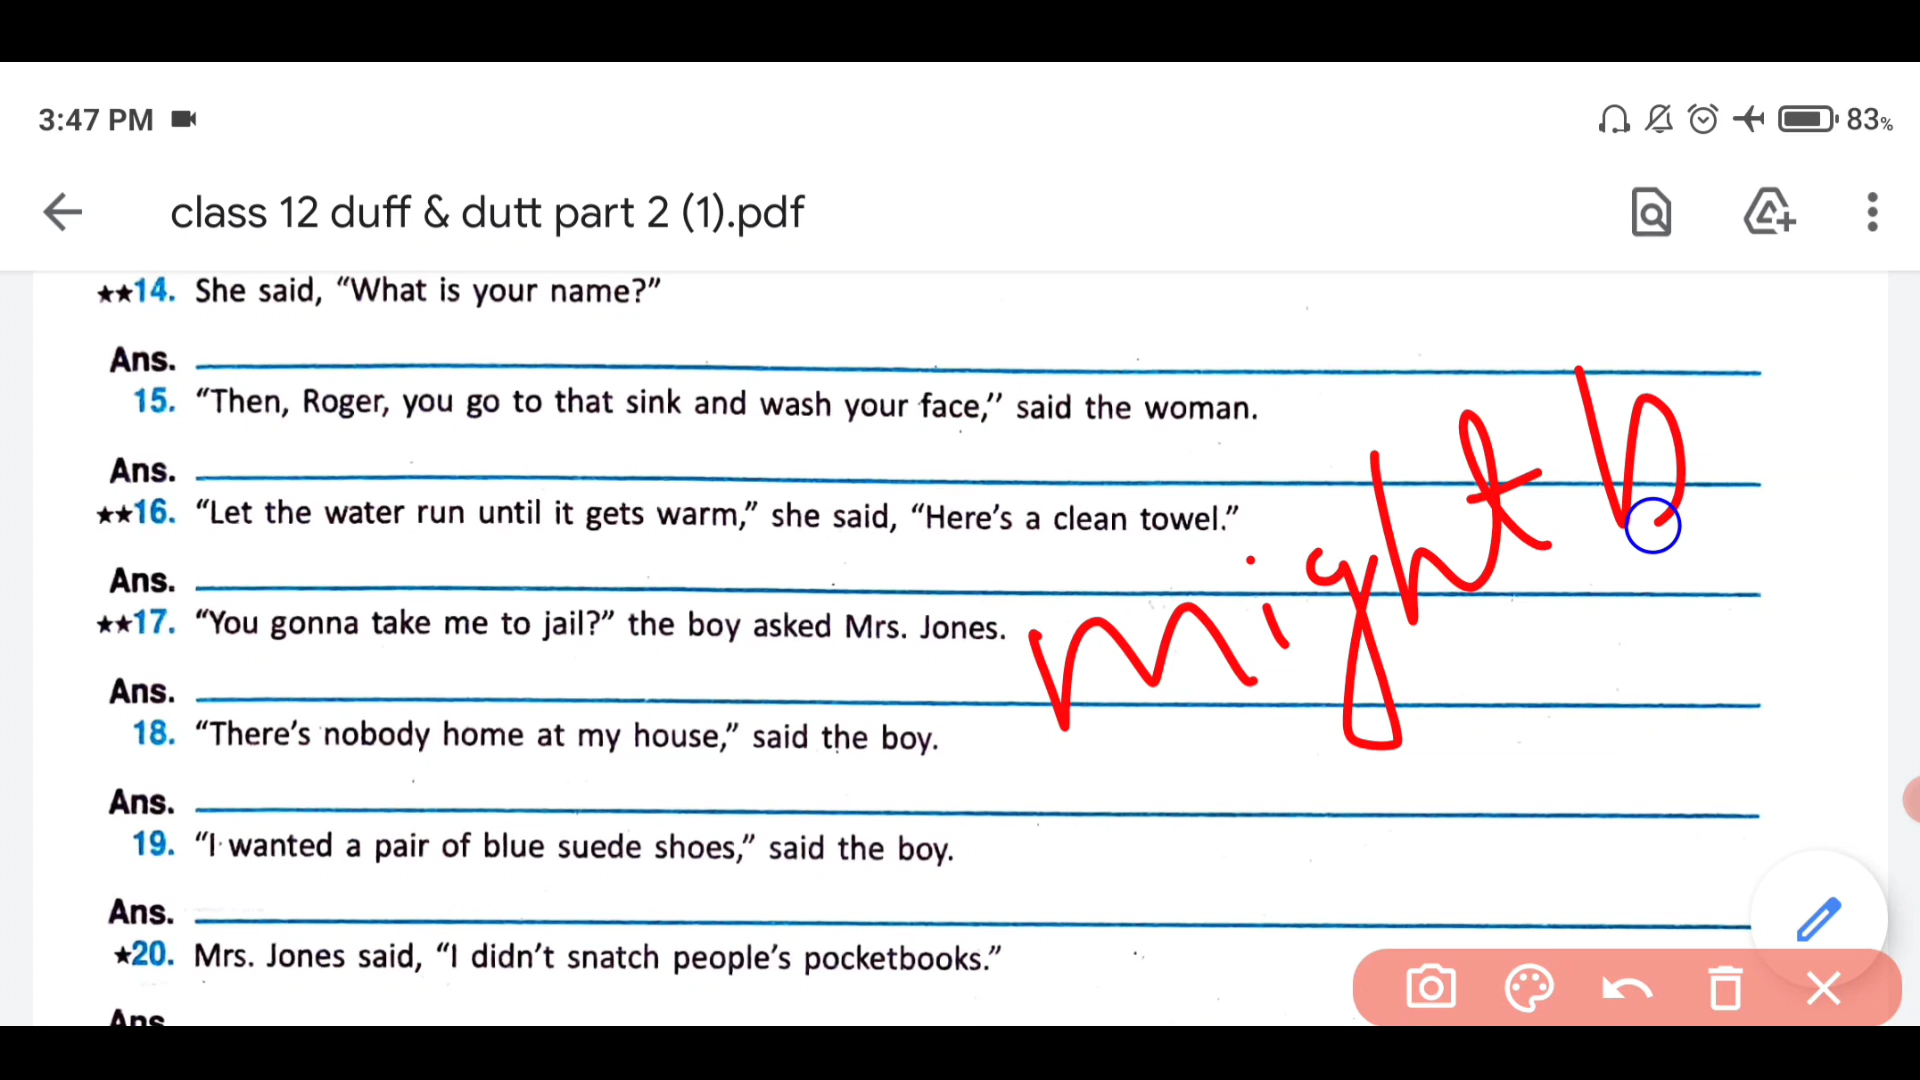 3:47 PM 83%
class 12 duff & dutt part 2 (1).pdf
★★14. She said, “What is your name?”
Ans.
15. “Then, Roger, you go to that sink and wash your face,” said the woman.
Ans.
★★16. “Let the water run until it gets warm,” she said, “Here’s a clean towel.”
Ans.
★★17. “You gonna take me to jail?” the boy asked Mrs. Jones.
might b
Ans.
18. “There’s nobody home at my house,” said the boy.
Ans.
19. “I wanted a pair of blue suede shoes,” said the boy.
Ans.
★20. Mrs. Jones said, “I didn’t snatch people’s pocketbooks.”
Ans